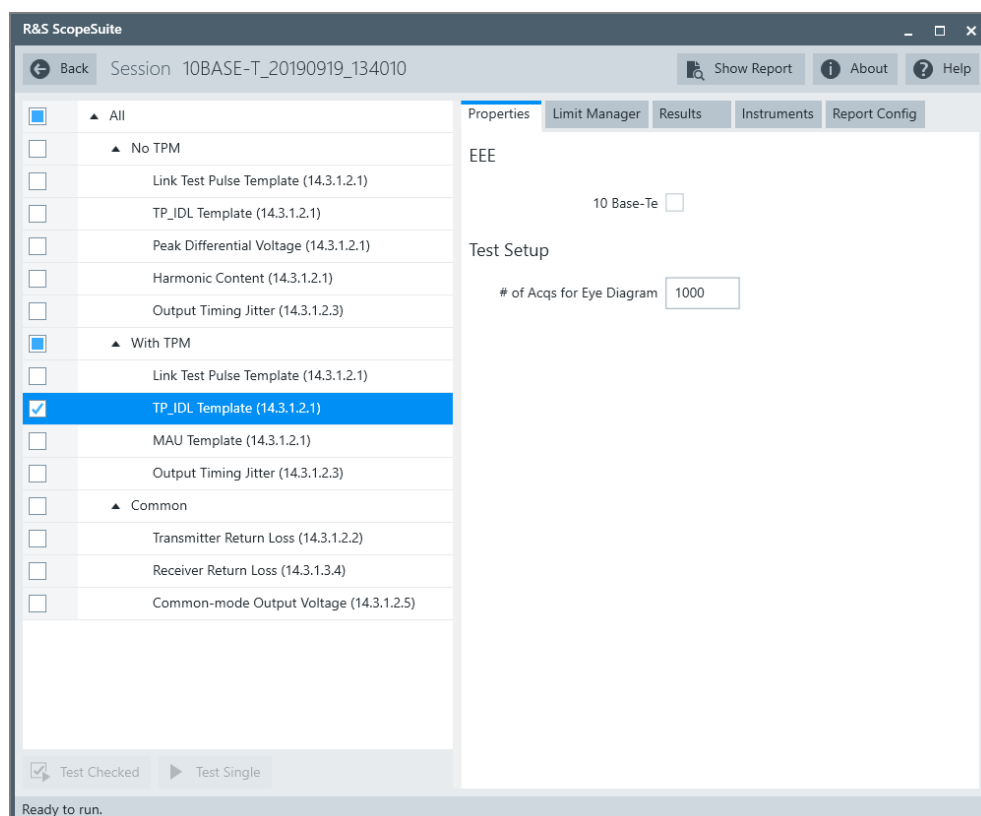 R&S ScopeSuite
Back Session 10BASE-T_20190919_134010 Show Report About Help
All
No TPM
Link Test Pulse Template (14.3.1.2.1)
TP_IDL Template (14.3.1.2.1)
Peak Differential Voltage (14.3.1.2.1)
Harmonic Content (14.3.1.2.1)
Output Timing Jitter (14.3.1.2.3)
With TPM
Link Test Pulse Template (14.3.1.2.1)
TP_IDL Template (14.3.1.2.1)
MAU Template (14.3.1.2.1)
Output Timing Jitter (14.3.1.2.3)
Common
Transmitter Return Loss (14.3.1.2.2)
Receiver Return Loss (14.3.1.3.4)
Common-mode Output Voltage (14.3.1.2.5)
Test Checked Test Single
Properties Limit Manager Results Instruments Report Config
EEE
10 Base-Te
Test Setup
# of Acqs for Eye Diagram 1000
Ready to run.